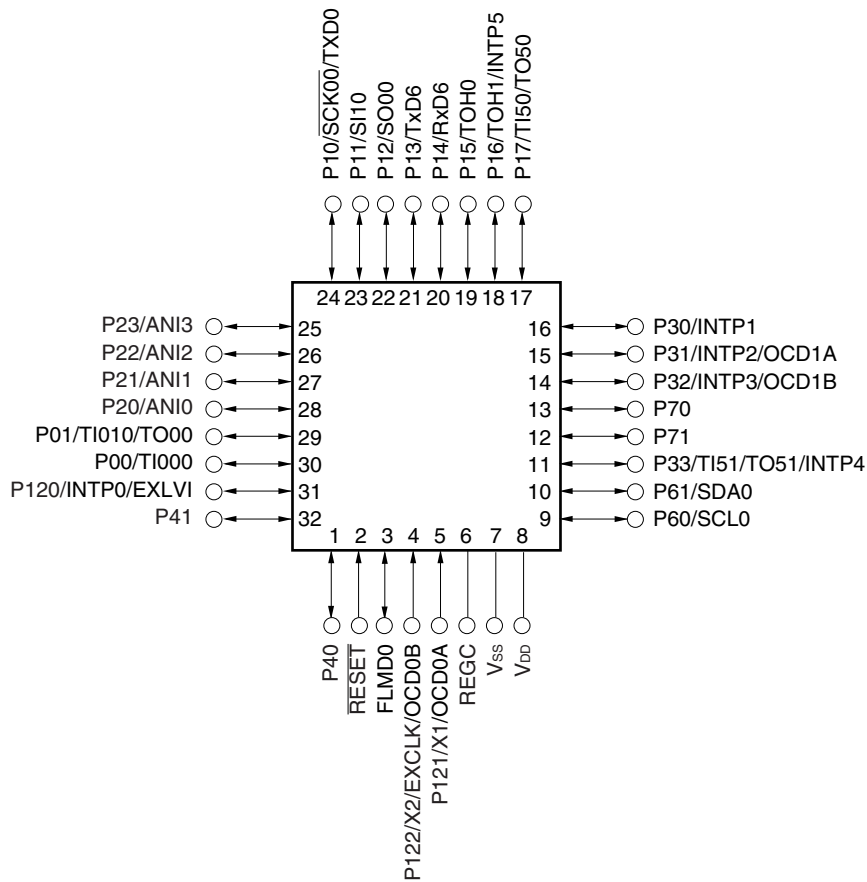 P10/SCK00/TXD0
P11/SI10
P12/SO00
P13/TxD6
P14/RxD6
P15/TOH0
P16/TOH1/INTP5
P17/TI50/TO50
24 23 22 21 20 19 18 17
P23/ANI3 25
P22/ANI2 26
P21/ANI1 27
P20/ANI0 28
P01/TI010/TO00 29
P00/TI000 30
P120/INTP0/EXLVI 31
P41 32
16 P30/INTP1
15 P31/INTP2/OCD1A
14 P32/INTP3/OCD1B
13 P70
12 P71
11 P33/TI51/TO51/INTP4
10 P61/SDA0
9 P60/SCL0
1 2 3 4 5 6 7 8
P40
RESET
FLMD0
P122/X2/EXCLK/OCD0B
P121/X1/OCD0A
REGC
VSS
VDD